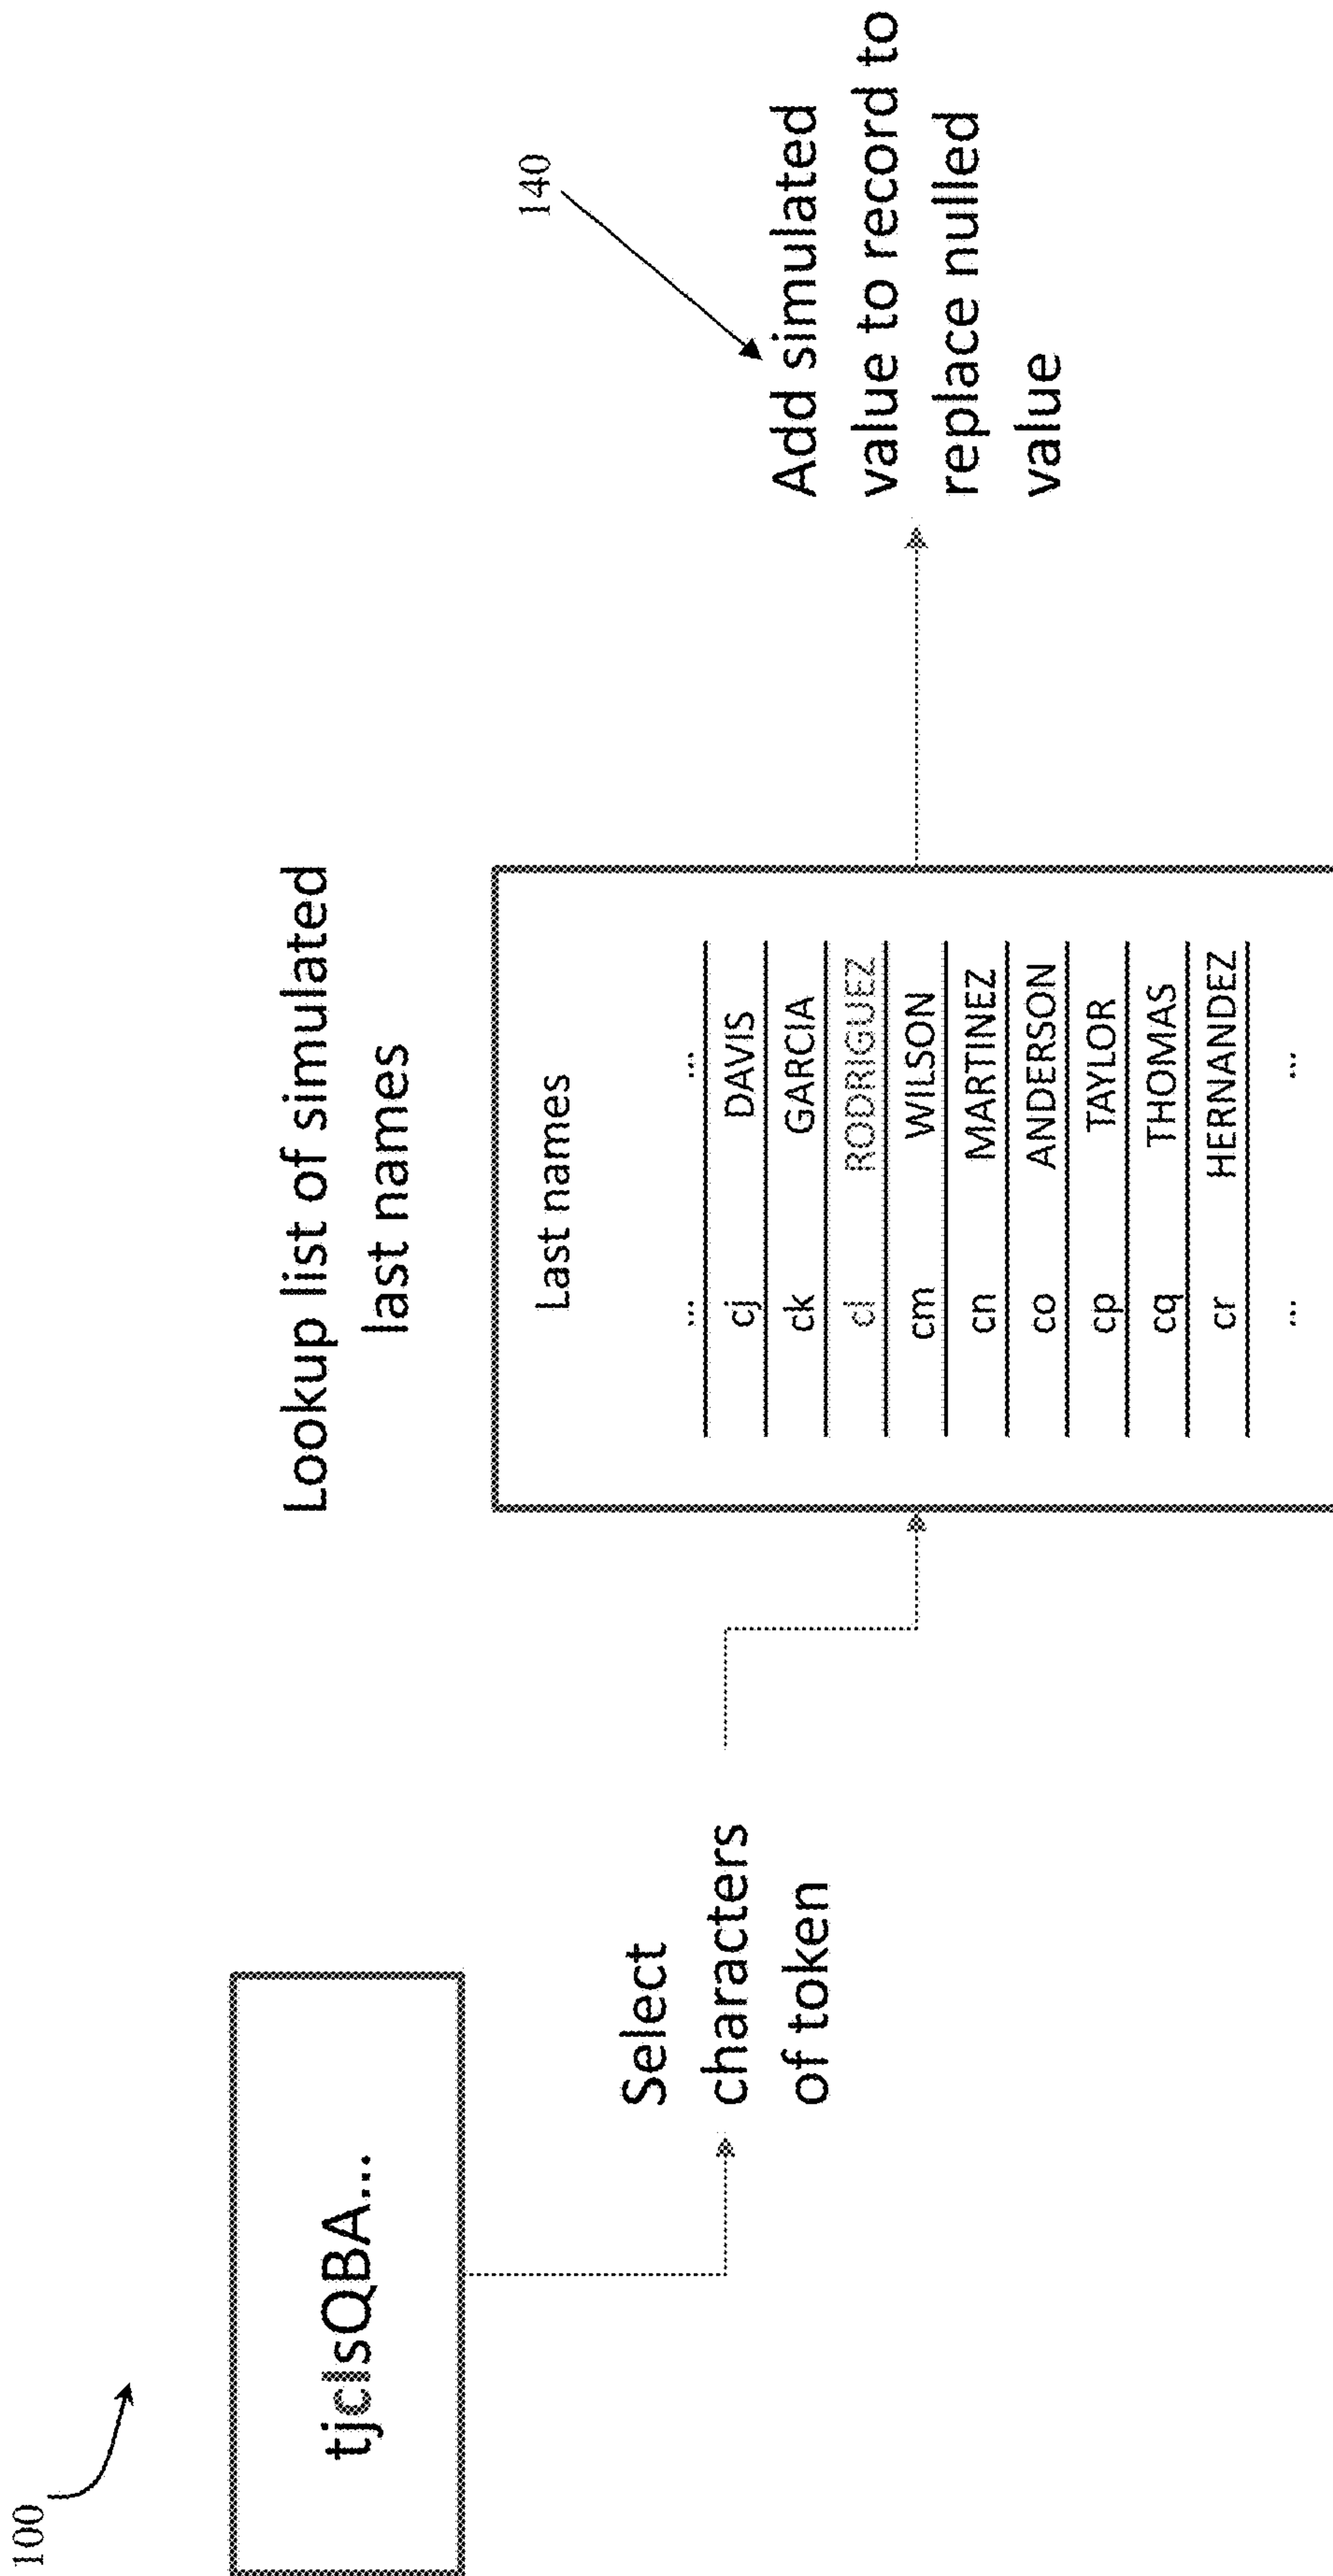 100
tjclsQBA...
Select
characters
of token
Lookup list of simulated
last names
Last names
... ...
cj DAVIS
ck GARCIA
cl RODRIGUEZ
cm WILSON
cn MARTINEZ
co ANDERSON
cp TAYLOR
cq THOMAS
cr HERNANDEZ
... ...
140
Add simulated
value to record to
replace nulled
value